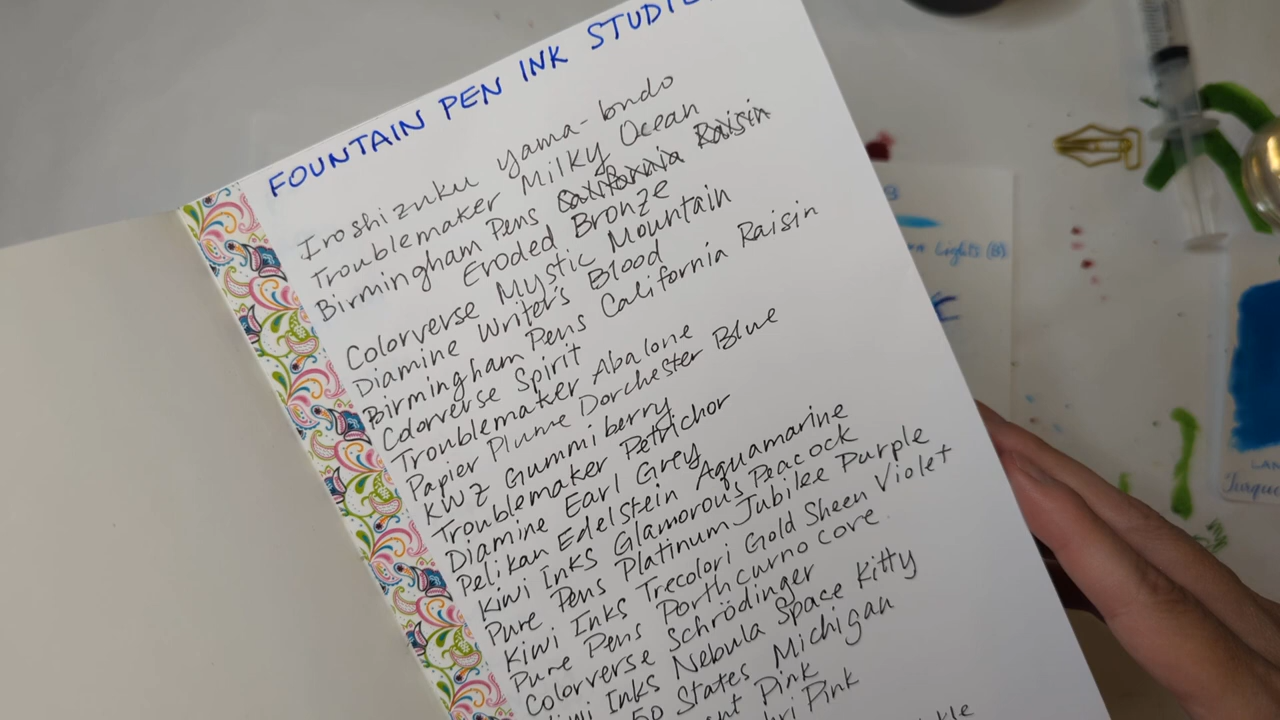 FOUNTAIN PEN INK STUDIE
Iroshizuku yama-budo
Troublemaker Milky Ocean
Birmingham Pens California Raisin
Eroded Bronze
Colorverse Mystic Mountain
Diamine Writer's Blood
Birmingham Pens California Raisin
Colorverse Spirit
Troublemaker Abalone
Papier Plume Dorchester Blue
KWZ Gummiberry
Troublemaker Petrichor
Diamine Earl Grey
Pelikan Edelstein Aquamarine
Kiwi Inks Glamorous Peacock
Pure Pens Platinum Jubilee Purple
Kiwi Inks Trecolori Gold Sheen Violet
Pure Pens Porthcurno Cove
Colorverse Schrödinger
Inks Nebula Space Kitty
50 States Michigan
Pink
Pink
Lights (B)